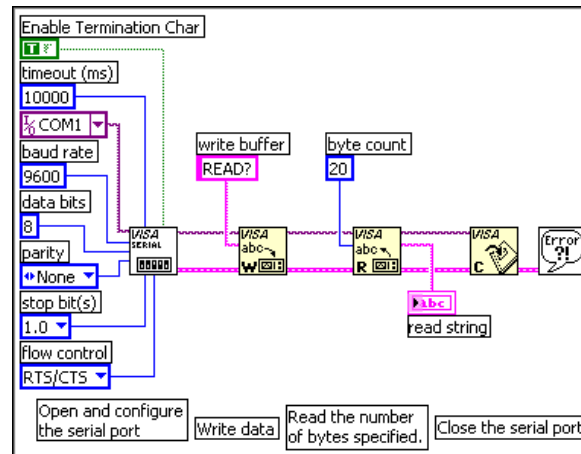 Enable Termination Char
T
timeout (ms)
10000
I/O COM1
baud rate
9600
data bits
8
parity
None
stop bit(s)
1.0
flow control
RTS/CTS
VISA
SERIAL
write buffer
READ?
VISA
abc
W
byte count
20
VISA
abc
R
abc
read string
VISA
C
Error
?!
Open and configure
the serial port
Write data
Read the number
of bytes specified.
Close the serial port